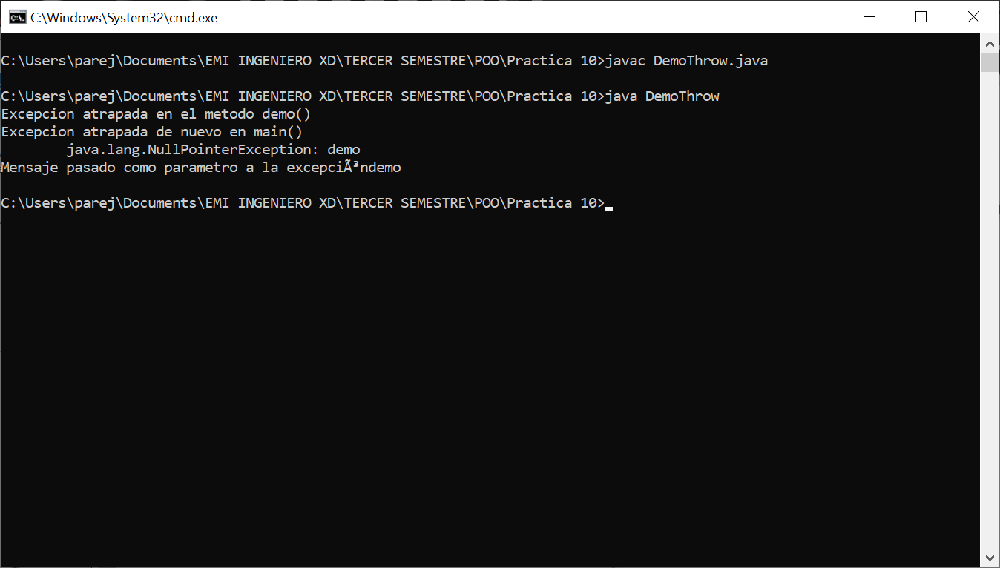 C:\Windows\System32\cmd.exe
C:\Users\parej\Documents\EMI INGENIERO XD\TERCER SEMESTRE\POO\Practica 10>javac DemoThrow.java
C:\Users\parej\Documents\EMI INGENIERO XD\TERCER SEMESTRE\POO\Practica 10>java DemoThrow
Excepcion atrapada en el metodo demo()
Excepcion atrapada de nuevo en main()
        java.lang.NullPointerException: demo
Mensaje pasado como parametro a la excepciÃ³ndemo
C:\Users\parej\Documents\EMI INGENIERO XD\TERCER SEMESTRE\POO\Practica 10>